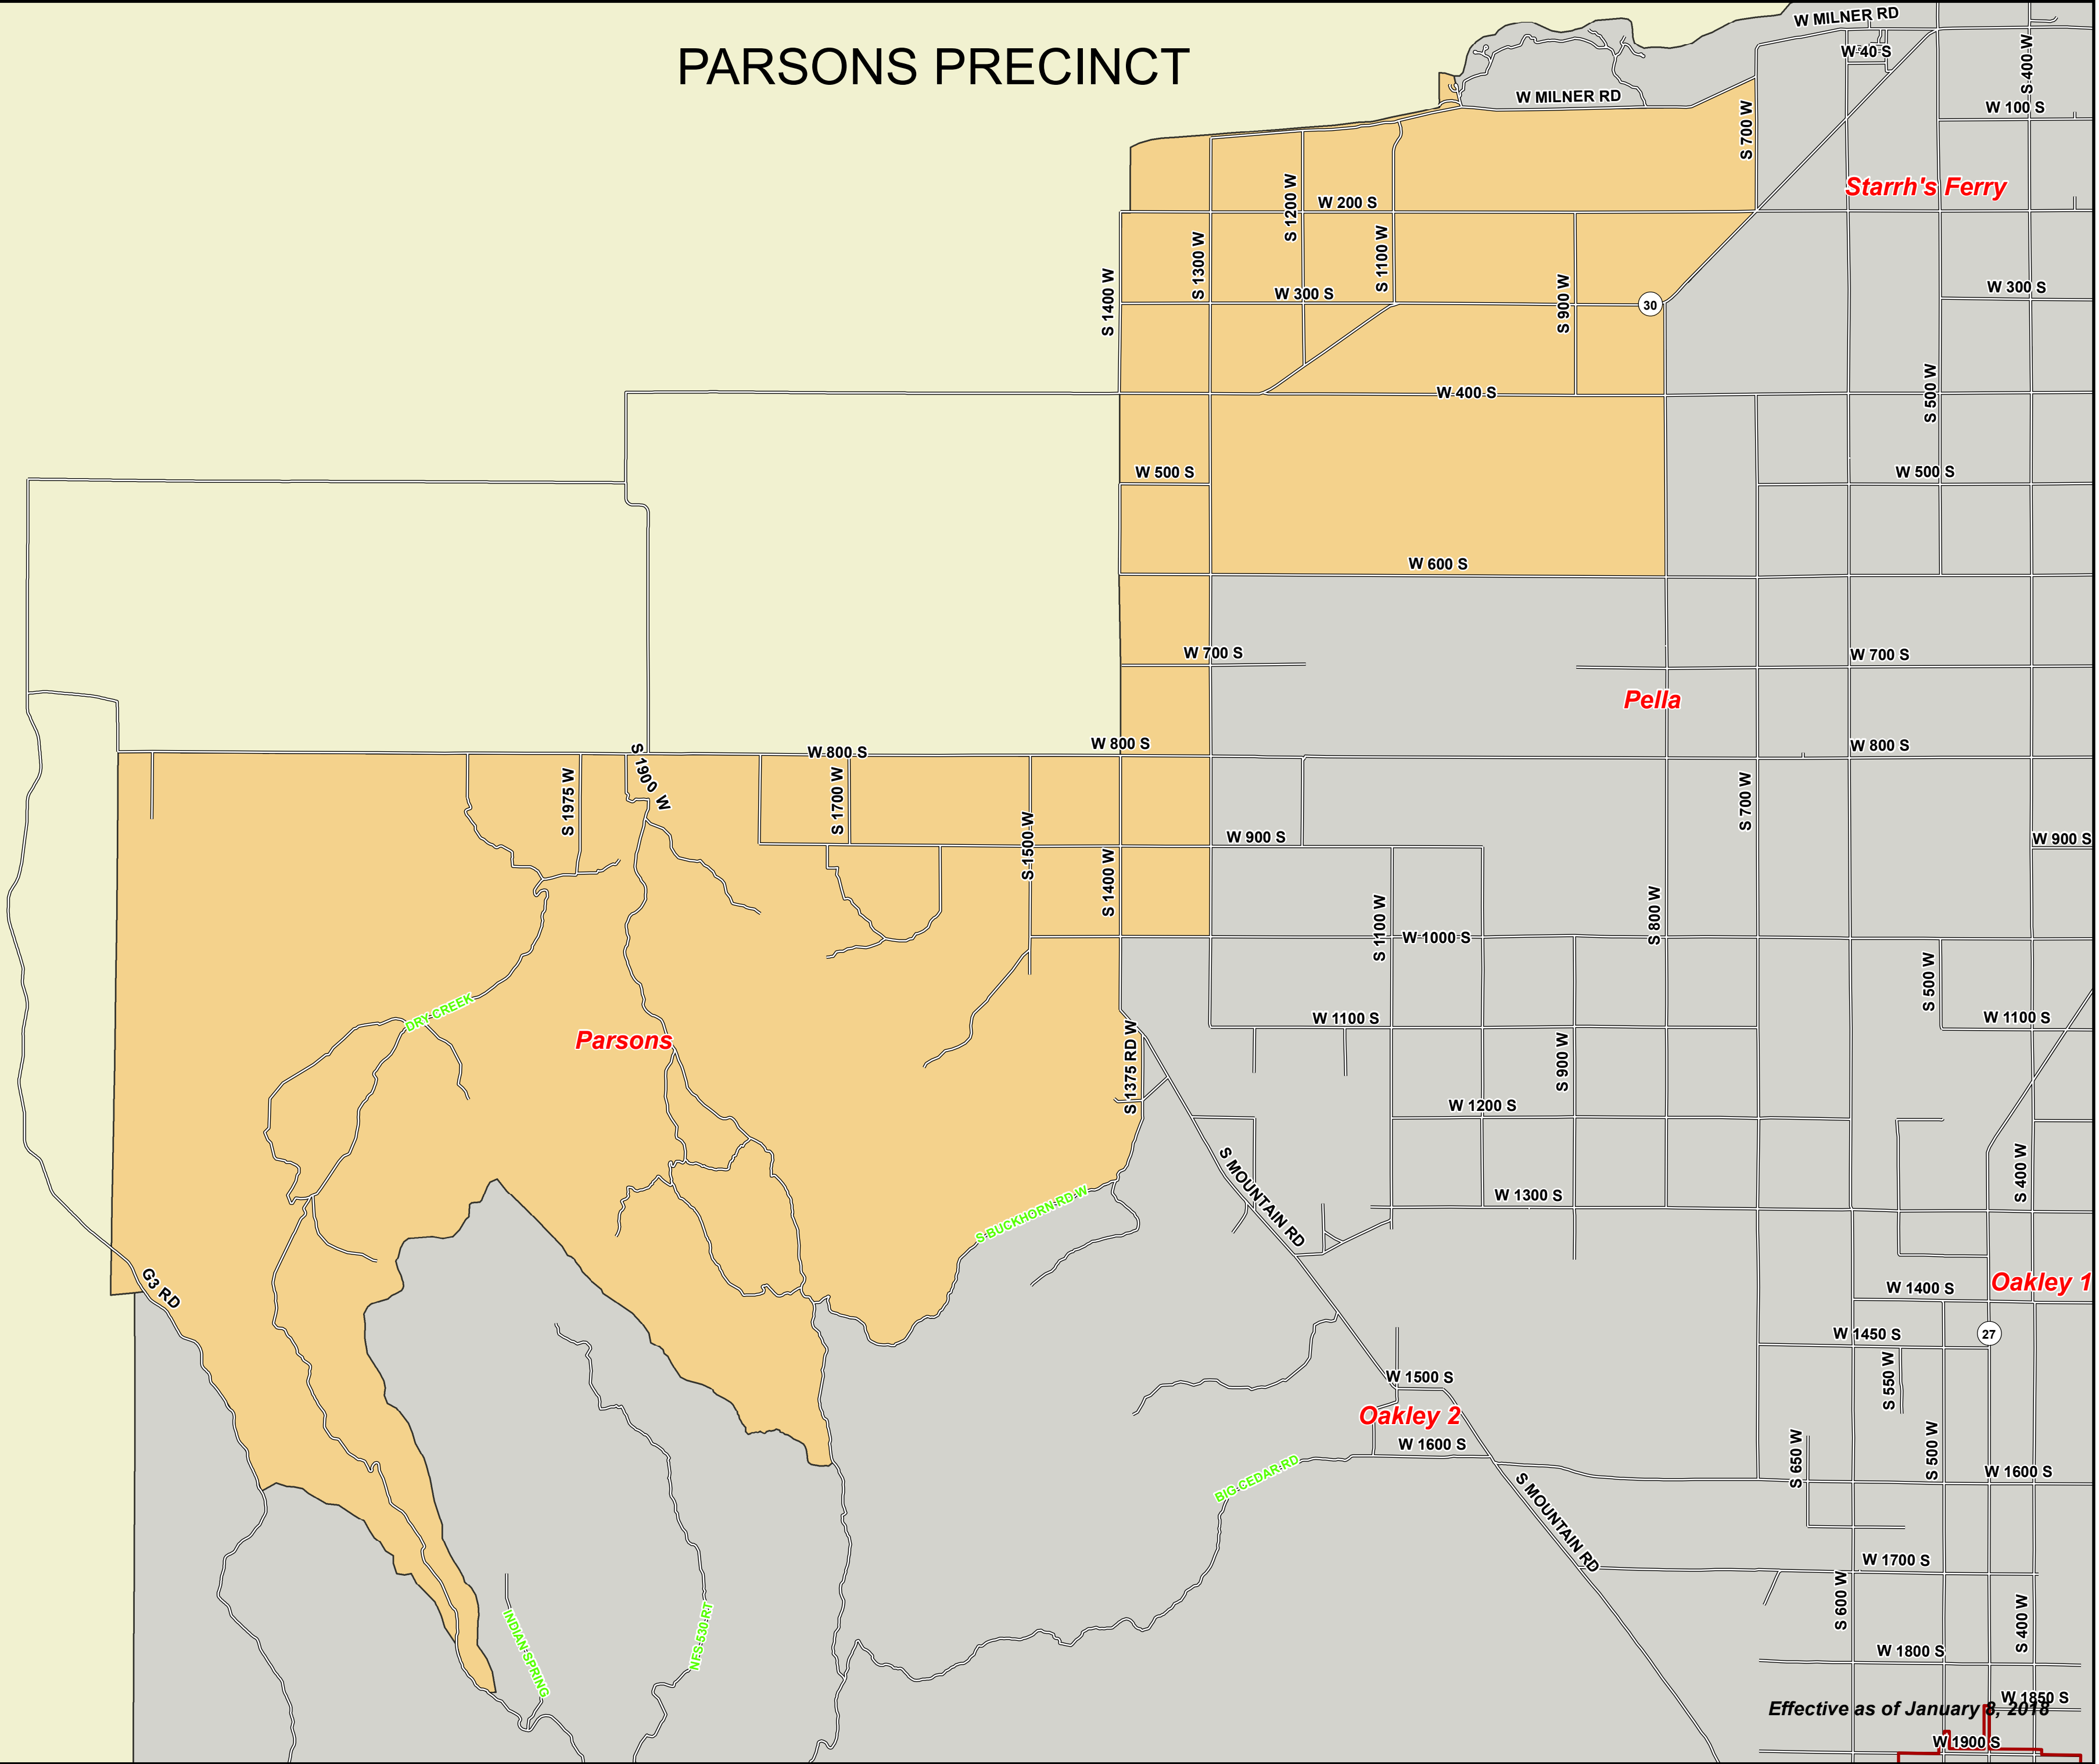 PARSONS PRECINCT
W MILNER RD
W 40 S
S 400 W
W MILNER RD
W 100 S
S 700 W
Starrh's Ferry
S 1200 W
W 200 S
S 1300 W
S 1100 W
S 1400 W
W 300 S
S 900 W
30
W 300 S
W 400 S
S 500 W
W 500 S
W 500 S
W 600 S
W 700 S
W 700 S
Pella
W 800 S
W 800 S
W 800 S
S 1900 W
S 1975 W
S 1700 W
S 1500 W
S 700 W
W 900 S
W 900 S
S 1400 W
S 1100 W
S 800 W
W 1000 S
S 500 W
DRY CREEK
Parsons
W 1100 S
W 1100 S
S 1375 RD W
S 900 W
W 1200 S
S MOUNTAIN RD
S 400 W
S BUCKHORN RD W
W 1300 S
G3 RD
W 1400 S
Oakley 1
27
W 1450 S
W 1500 S
S 550 W
Oakley 2
W 1600 S
S 650 W
S 500 W
BIG CEDAR RD
W 1600 S
S MOUNTAIN RD
W 1700 S
S 600 W
S 400 W
INDIAN SPRING
NFS 530 RT
W 1800 S
W 1850 S
Effective as of January 8, 2018
W 1900 S